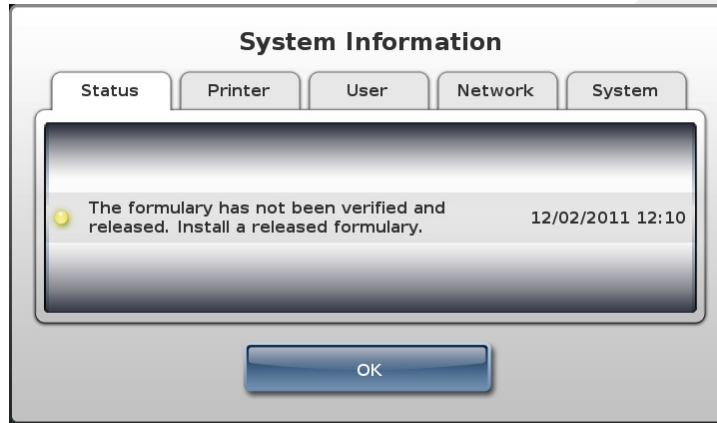 System Information
Status Printer User Network System
The formulary has not been verified and
released. Install a released formulary.
12/02/2011 12:10
OK